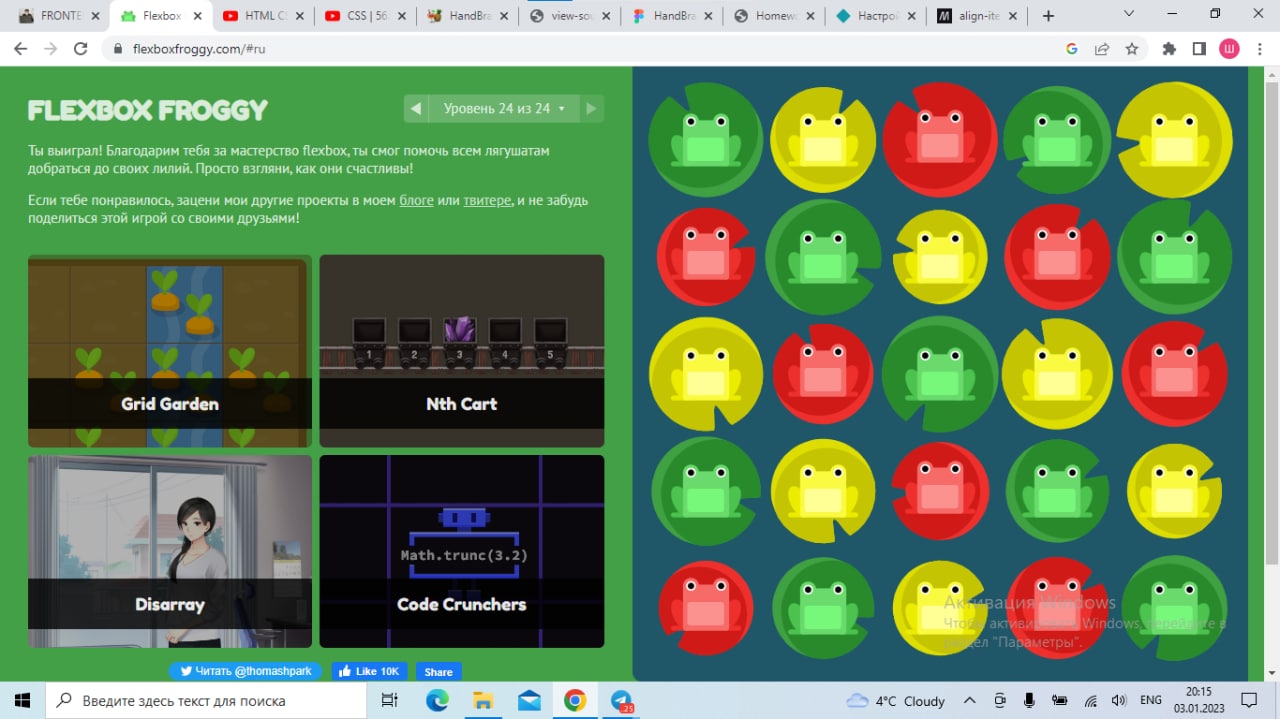 FRONTE
Flexbox
HTML C
CSS | 56.
HandBra
view-sou
HandBra
Homew
Настрой
align-ite
flexboxfroggy.com/#ru
Ш
FLEXBOX FROGGY
Уровень 24 из 24
Ты выиграл! Благодарим тебя за мастерство flexbox, ты смог помочь всем лягушатам
добраться до своих лилий. Просто взгляни, как они счастливы!
Если тебе понравилось, зацени мои другие проекты в моем блоге или твитере, и не забудь
поделиться этой игрой со своими друзьями!
1 2 3 4 5
Grid Garden
Nth Cart
Math.trunc(3.2)
Disarray
Code Crunchers
Читать @thomashpark
Like 10K
Share
Активация Windows
Чтобы активировать Windows, перейдите в
раздел "Параметры".
Введите здесь текст для поиска
4°C Cloudy
ENG
20:15
03.01.2023